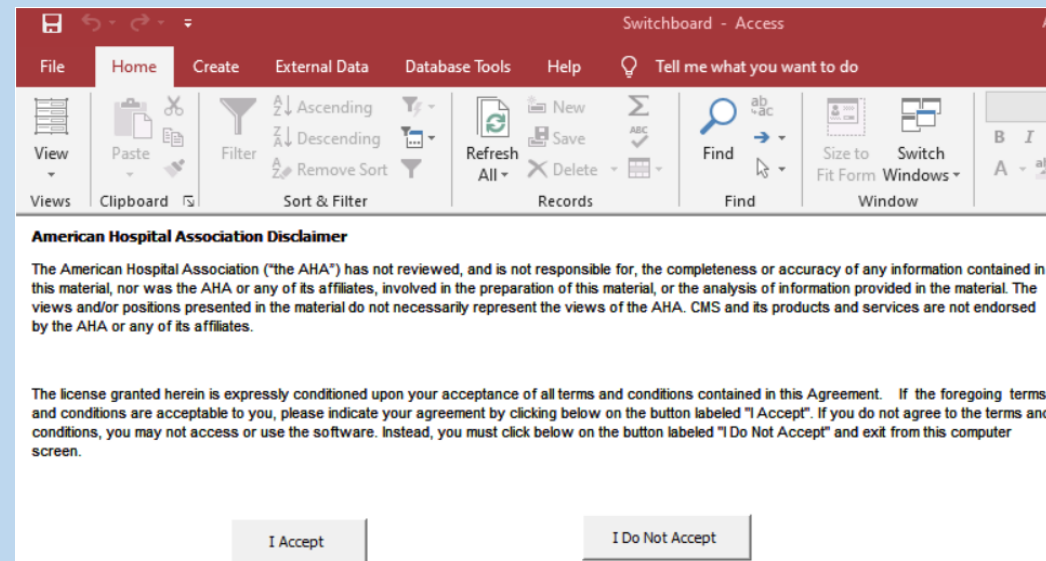 Switchboard - Access
File Home Create External Data Database Tools Help Tell me what you want to do
View
Paste
Filter
Ascending
Descending
Remove Sort
Refresh
All
New
Save
Delete
Find
Size to
Fit Form
Switch
Windows
B I
A
Views Clipboard Sort & Filter Records Find Window
American Hospital Association Disclaimer
The American Hospital Association ("the AHA") has not reviewed, and is not responsible for, the completeness or accuracy of any information contained in
this material, nor was the AHA or any of its affiliates, involved in the preparation of this material, or the analysis of information provided in the material. The
views and/or positions presented in the material do not necessarily represent the views of the AHA. CMS and its products and services are not endorsed
by the AHA or any of its affiliates.
The license granted herein is expressly conditioned upon your acceptance of all terms and conditions contained in this Agreement. If the foregoing terms
and conditions are acceptable to you, please indicate your agreement by clicking below on the button labeled "I Accept". If you do not agree to the terms and
conditions, you may not access or use the software. Instead, you must click below on the button labeled "I Do Not Accept" and exit from this computer
screen.
I Accept I Do Not Accept